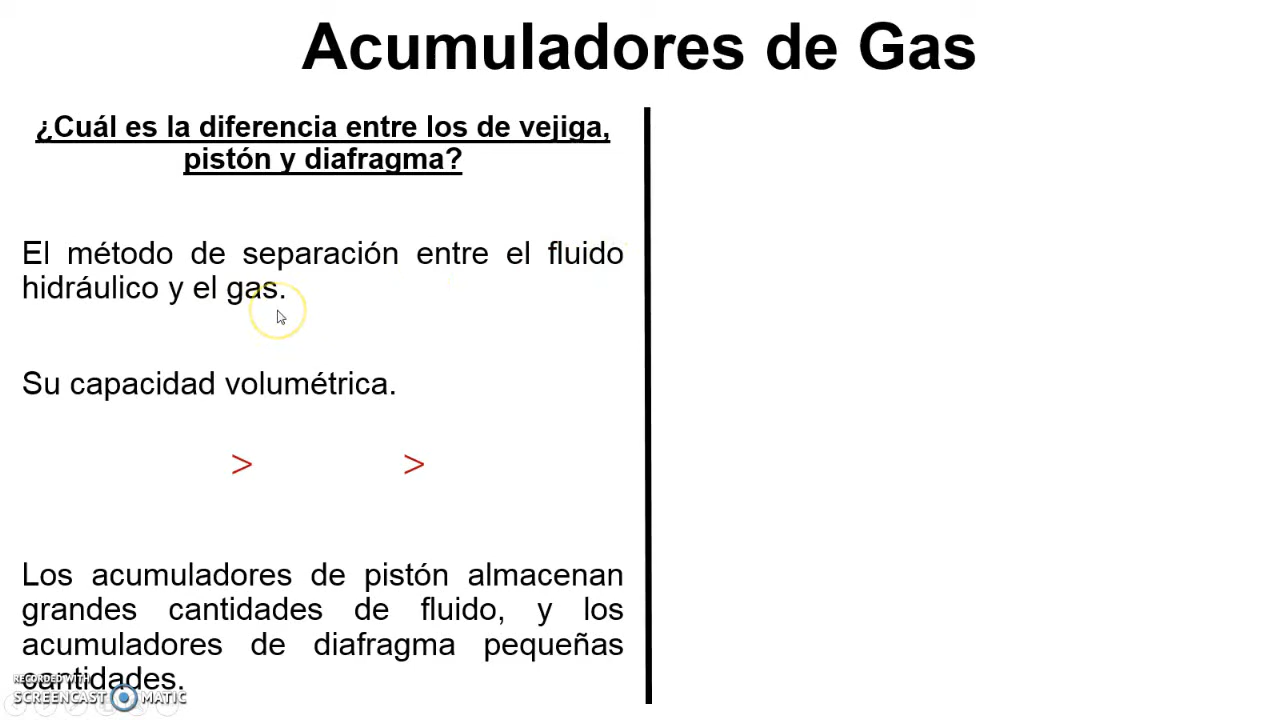 Acumuladores de Gas
¿Cuál es la diferencia entre los de vejiga,
pistón y diafragma?
El método de separación entre el fluido
hidráulico y el gas.
Su capacidad volumétrica.
> >
Los acumuladores de pistón almacenan
grandes cantidades de fluido, y los
acumuladores de diafragma pequeñas
cantidades.
RECORDED WITH
SCREENCAST MATIC